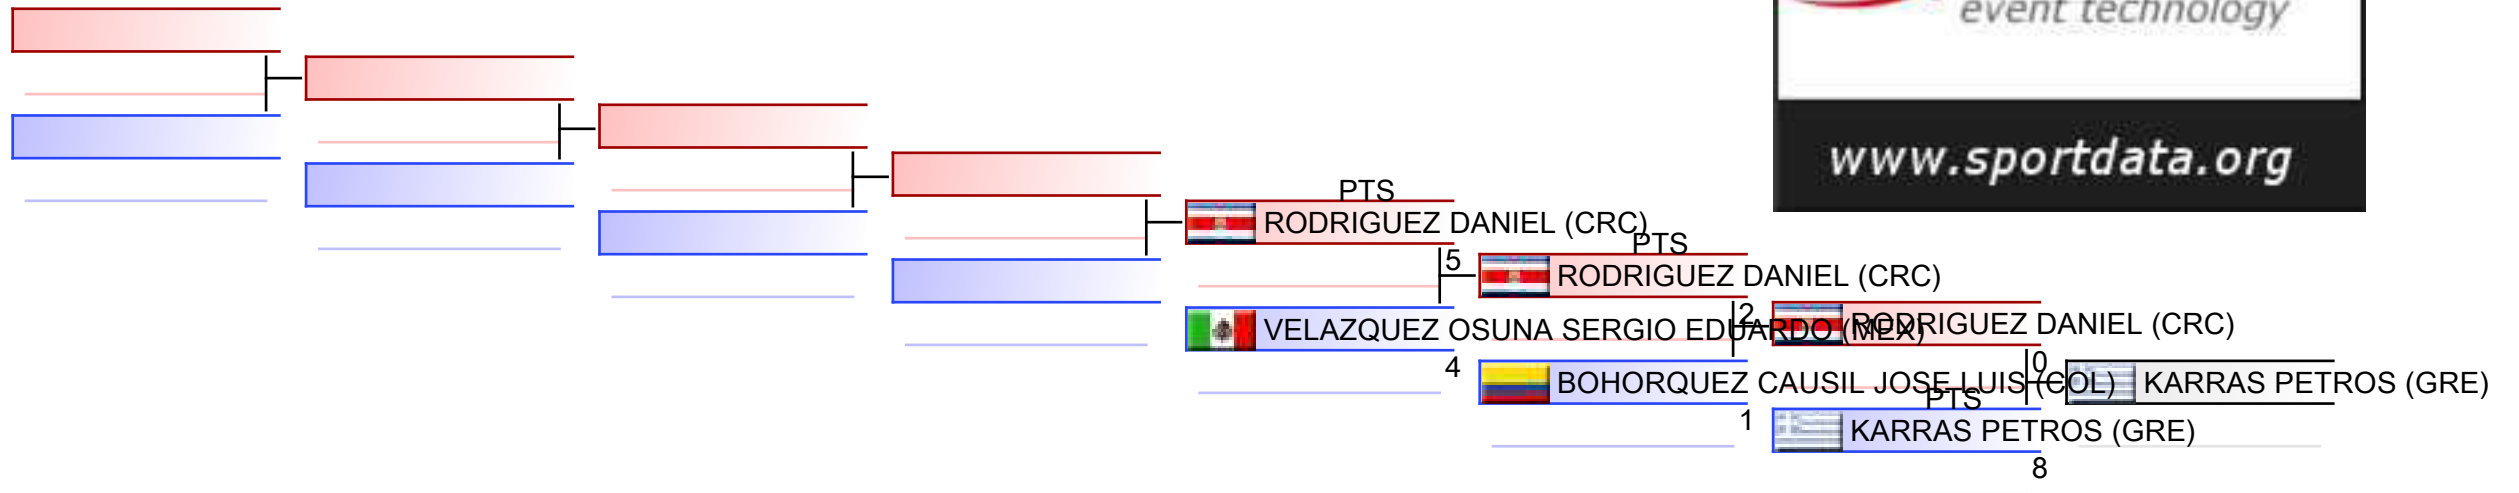 event technology
www.sportdata.org
PTS
RODRIGUEZ DANIEL (CRC)
5
VELAZQUEZ OSUNA SERGIO EDUARDO (MEX)
4
PTS
RODRIGUEZ DANIEL (CRC)
2
BOHORQUEZ CAUSIL JOSE LUIS (COL)
1
RODRIGUEZ DANIEL (CRC)
0
PTS
KARRAS PETROS (GRE)
8
KARRAS PETROS (GRE)